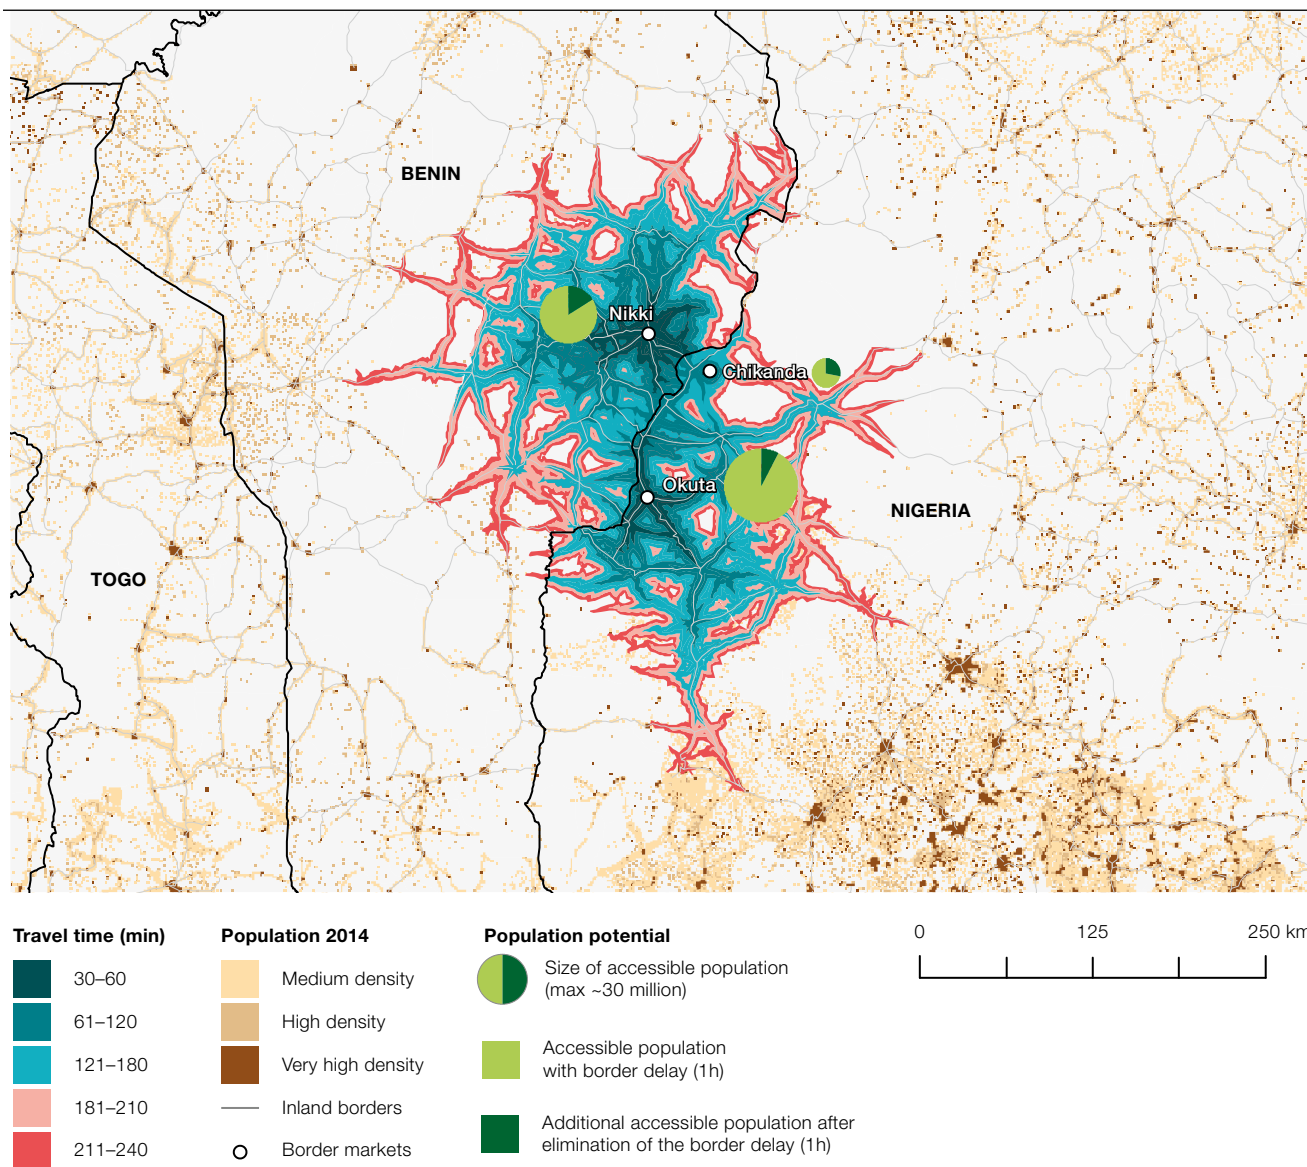 BENIN
Nikki
Chikanda
Okuta
NIGERIA
TOGO
Travel time (min)
30–60
61–120
121–180
181–210
211–240
Population 2014
Medium density
High density
Very high density
Inland borders
Border markets
Population potential
Size of accessible population
(max ~30 million)
Accessible population
with border delay (1h)
Additional accessible population after
elimination of the border delay (1h)
0
125
250 km